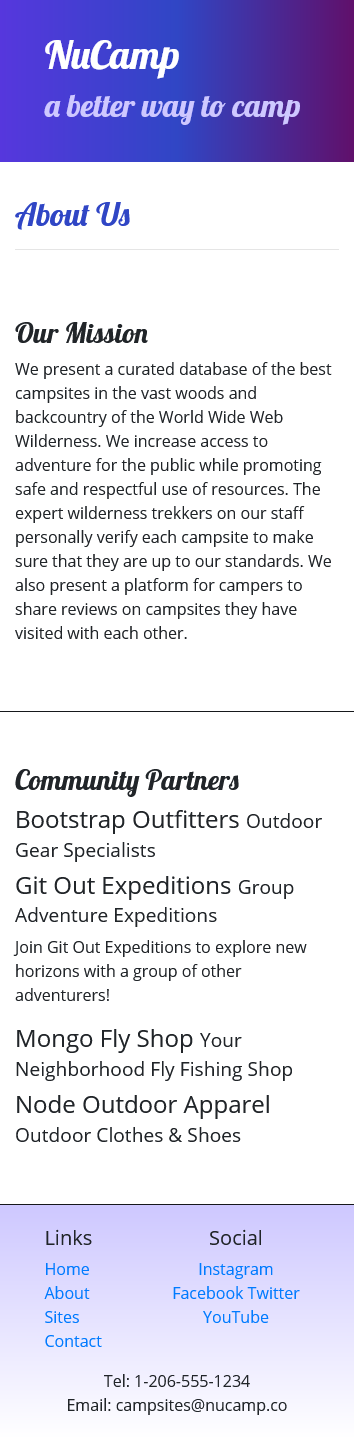 NuCamp
a better way to camp
About Us
Our Mission
We present a curated database of the best
campsites in the vast woods and
backcountry of the World Wide Web
Wilderness. We increase access to
adventure for the public while promoting
safe and respectful use of resources. The
expert wilderness trekkers on our staff
personally verify each campsite to make
sure that they are up to our standards. We
also present a platform for campers to
share reviews on campsites they have
visited with each other.
Community Partners
Bootstrap Outfitters Outdoor
Gear Specialists
Git Out Expeditions Group
Adventure Expeditions
Join Git Out Expeditions to explore new
horizons with a group of other
adventurers!
Mongo Fly Shop Your
Neighborhood Fly Fishing Shop
Node Outdoor Apparel
Outdoor Clothes & Shoes
Links
Home
About
Sites
Contact
Social
Instagram
Facebook Twitter
YouTube
Tel: 1-206-555-1234
Email: campsites@nucamp.co